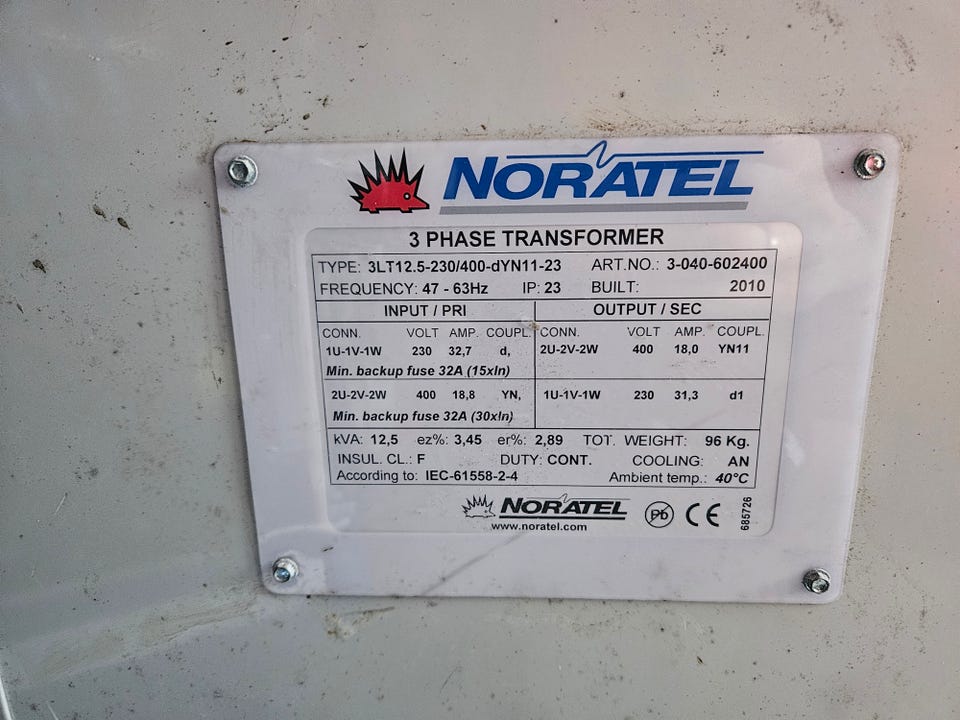 NORATEL
3 PHASE TRANSFORMER
TYPE: 3LT12.5-230/400-dYN11-23 ART.NO.: 3-040-602400
FREQUENCY: 47 - 63Hz IP: 23 BUILT: 2010
INPUT / PRI OUTPUT / SEC
CONN. VOLT AMP. COUPL. CONN. VOLT AMP. COUPL.
1U-1V-1W 230 32,7 d, 2U-2V-2W 400 18,0 YN11
Min. backup fuse 32A (15xIn)
2U-2V-2W 400 18,8 YN, 1U-1V-1W 230 31,3 d1
Min. backup fuse 32A (30xIn)
kVA: 12,5 ez%: 3,45 er%: 2,89 TOT. WEIGHT: 96 Kg.
INSUL. CL.: F DUTY: CONT. COOLING: AN
According to: IEC-61558-2-4 Ambient temp.: 40°C
NORATEL Pb CE
www.noratel.com
685726